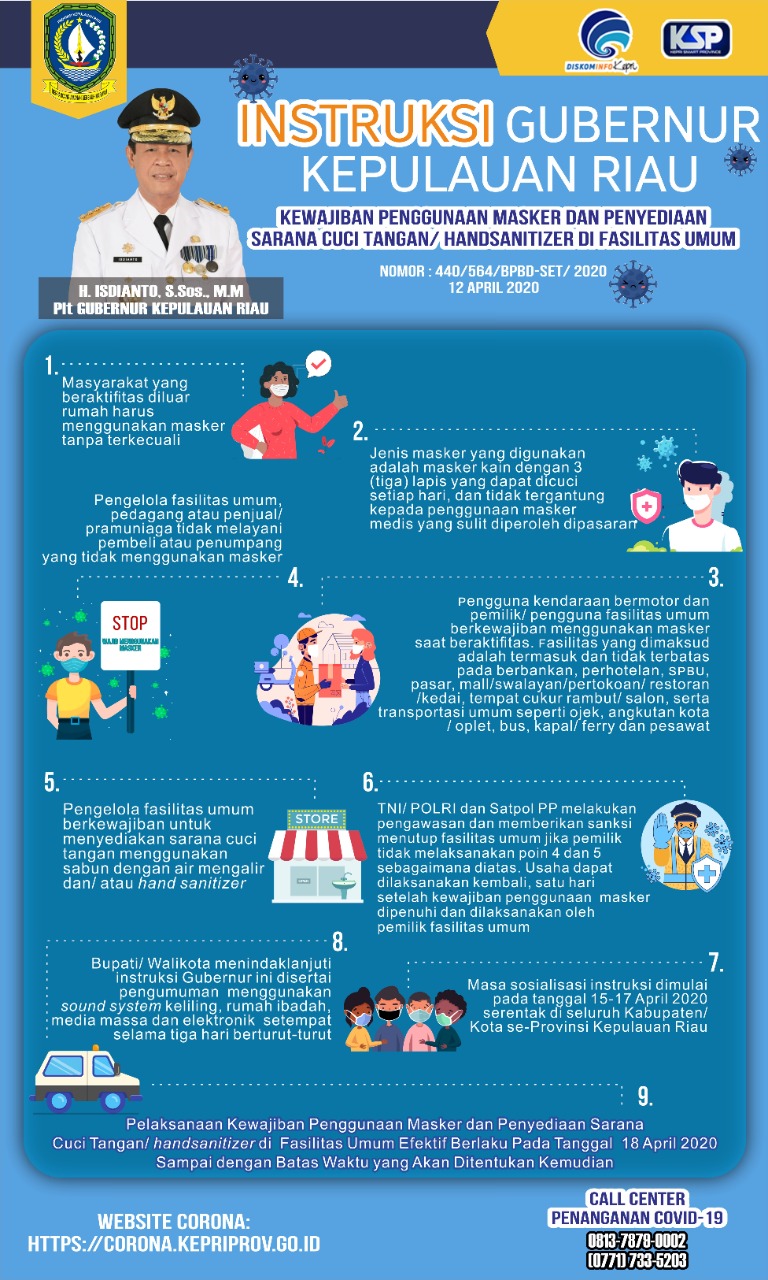 DISKOMINFO Kepri
KSP
KEPRI SMART PROVINCE
INSTRUKSI GUBERNUR
KEPULAUAN RIAU
KEWAJIBAN PENGGUNAAN MASKER DAN PENYEDIAAN
SARANA CUCI TANGAN/ HANDSANITIZER DI FASILITAS UMUM
NOMOR : 440/564/BPBD-SET/ 2020
12 APRIL 2020
H. ISDIANTO, S.Sos., M.M
Plt GUBERNUR KEPULAUAN RIAU
1.
Masyarakat yang
beraktifitas diluar
rumah harus
menggunakan masker
tanpa terkecuali
2.
Jenis masker yang digunakan
adalah masker kain dengan 3
(tiga) lapis yang dapat dicuci
setiap hari, dan tidak tergantung
kepada penggunaan masker
medis yang sulit diperoleh dipasaran
3.
Pengguna kendaraan bermotor dan
pemilik/ pengguna fasilitas umum
berkewajiban menggunakan masker
saat beraktifitas. Fasilitas yang dimaksud
adalah termasuk dan tidak terbatas
pada berbankan, perhotelan, SPBU,
pasar, mall/swalayan/pertokoan/ restoran
/kedai, tempat cukur rambut/ salon, serta
transportasi umum seperti ojek, angkutan kota
/ oplet, bus, kapal/ ferry dan pesawat
Pengelola fasilitas umum,
pedagang atau penjual/
pramuniaga tidak melayani
pembeli atau penumpang
yang tidak menggunakan masker
4.
STOP
WAJIB MENGGUNAKAN
MASKER
5.
Pengelola fasilitas umum
berkewajiban untuk
menyediakan sarana cuci
tangan menggunakan
sabun dengan air mengalir
dan/ atau hand sanitizer
STORE
6.
TNI/ POLRI dan Satpol PP melakukan
pengawasan dan memberikan sanksi
menutup fasilitas umum jika pemilik
tidak melaksanakan poin 4 dan 5
sebagaimana diatas. Usaha dapat
dilaksanakan kembali, satu hari
setelah kewajiban penggunaan masker
dipenuhi dan dilaksanakan oleh
pemilik fasilitas umum
7.
Masa sosialisasi instruksi dimulai
pada tanggal 15-17 April 2020
serentak di seluruh Kabupaten/
Kota se-Provinsi Kepulauan Riau
8.
Bupati/ Walikota menindaklanjuti
instruksi Gubernur ini disertai
pengumuman menggunakan
sound system keliling, rumah ibadah,
media massa dan elektronik setempat
selama tiga hari berturut-turut
9.
Pelaksanaan Kewajiban Penggunaan Masker dan Penyediaan Sarana
Cuci Tangan/ handsanitizer di Fasilitas Umum Efektif Berlaku Pada Tanggal 18 April 2020
Sampai dengan Batas Waktu yang Akan Ditentukan Kemudian
WEBSITE CORONA:
HTTPS://CORONA.KEPRIPROV.GO.ID
CALL CENTER
PENANGANAN COVID-19
0813-7879-0002
(0771) 733-5203